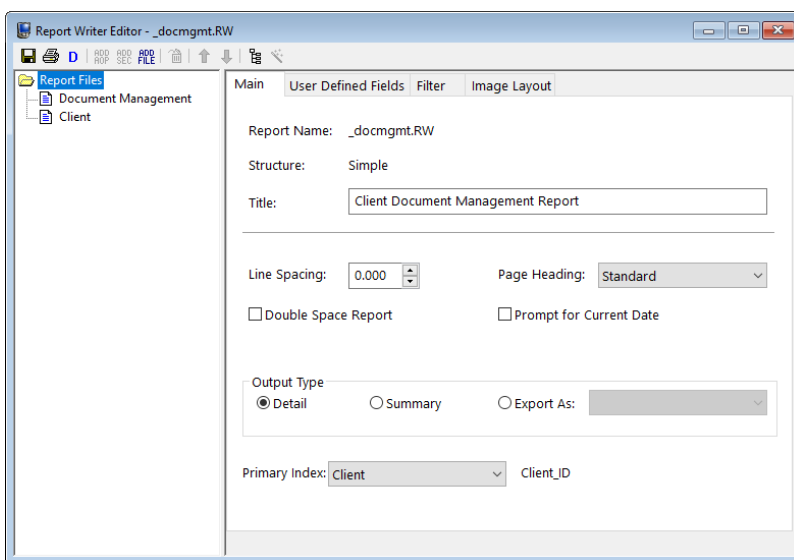 Report Writer Editor - _docmgmt.RW
D ADD AOP ADD SEC ADD FILE
Report Files
Document Management
Client
Main User Defined Fields Filter Image Layout
Report Name: _docmgmt.RW
Structure: Simple
Title: Client Document Management Report
Line Spacing: 0.000 Page Heading: Standard
Double Space Report Prompt for Current Date
Output Type
Detail Summary Export As:
Primary Index: Client Client_ID